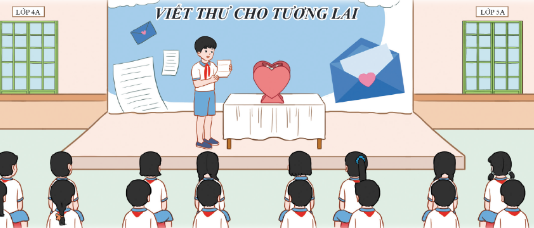 VIẾT THƯ CHO TƯƠNG LAI
LỚP 4A
LỚP 5A